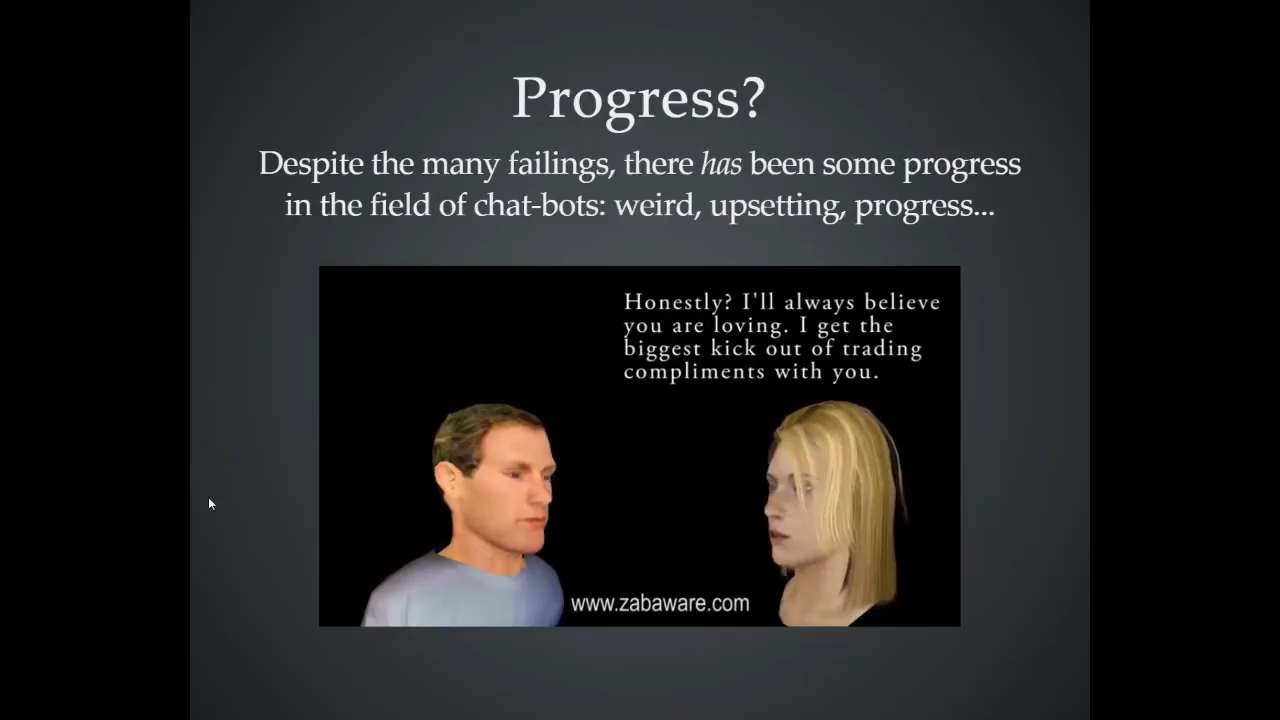 Progress?
Despite the many failings, there has been some progress
in the field of chat-bots: weird, upsetting, progress...
Honestly? I'll always believe
you are loving. I get the
biggest kick out of trading
compliments with you.
www.zabaware.com